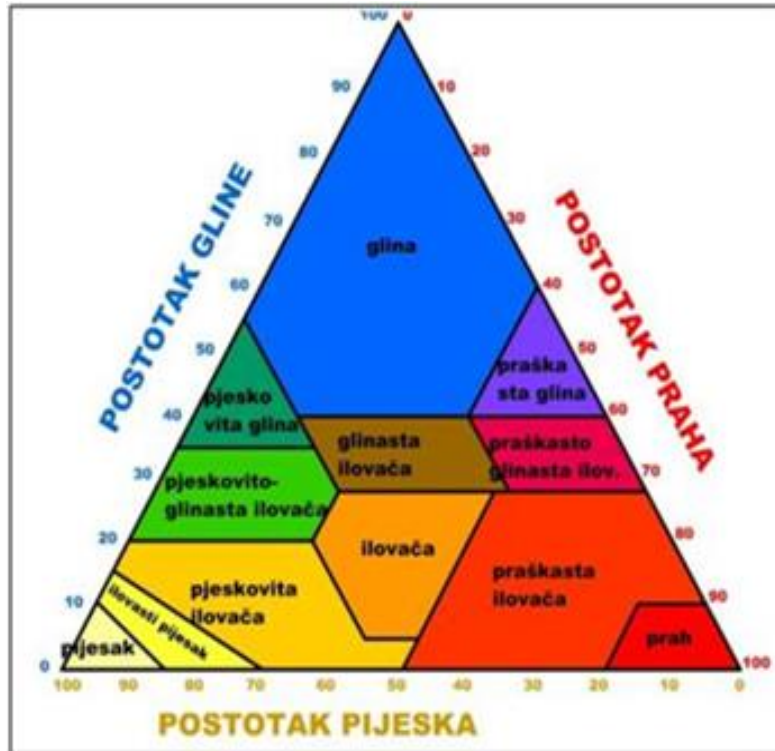 100 0
90 10
80 20
POSTOTAK GLINE
70 30
POSTOTAK PRAHA
glina
60 40
50 50
praška
sta glina
pjesko
vita glina
40 60
glinasta
ilovača
praškasto
glinasta ilov.
30 70
pjeskovito-
glinasta ilovača
20 80
ilovača
praškasta
ilovača
pjeskovita
ilovača
ilovasti pijesak
10 90
pijesak
prah
0 100
100 90 80 70 60 50 40 30 20 10 0
POSTOTAK PIJESKA